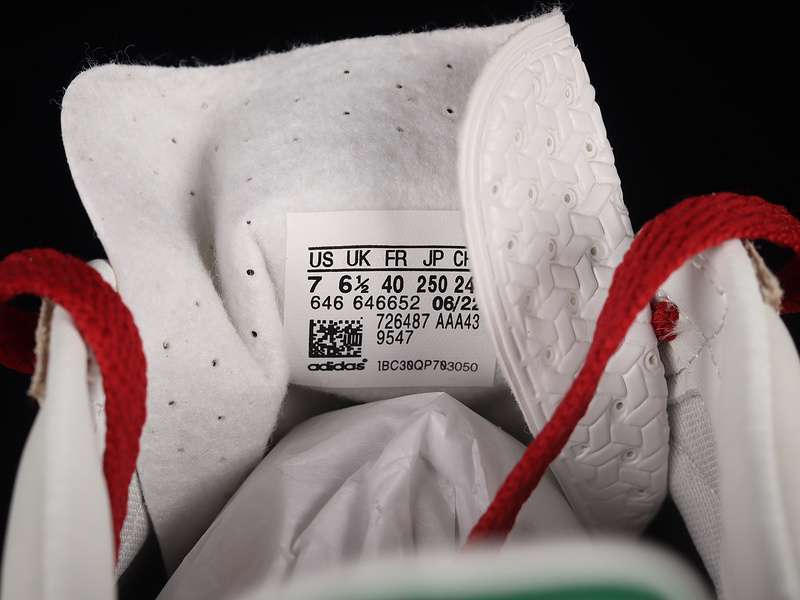 US UK FR JP CH
7 6½ 40 250 24
646 646652 06/22
726487 AAA43
9547
adidas® 1BC30QP703050